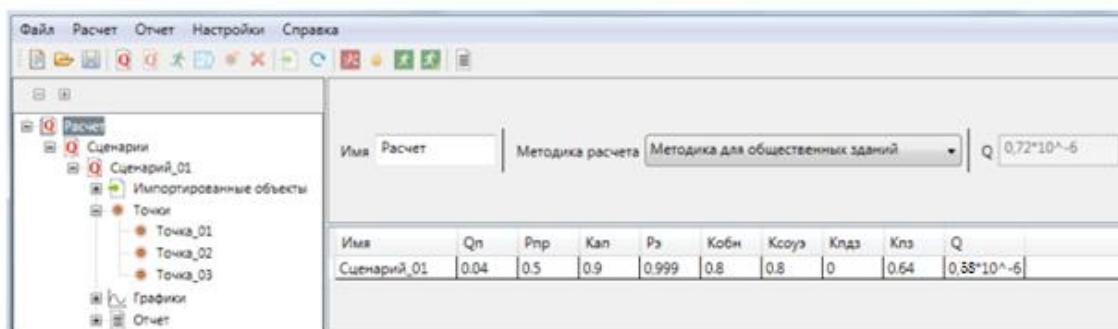 Файл Расчет Отчет Настройки Справка
Расчет
Сценарии
Сценарий_01
Импортированные объекты
Точки
Точка_01
Точка_02
Точка_03
Графики
Отчет
Имя Расчет Методика расчета Методика для общественных зданий Q 0,72*10^-6
Имя Qп Рпр Кап Рэ Кобн Ксоуэ Кпдз Кпз Q
Сценарий_01 0.04 0.5 0.9 0.999 0.8 0.8 0 0.64 0,58*10^-6